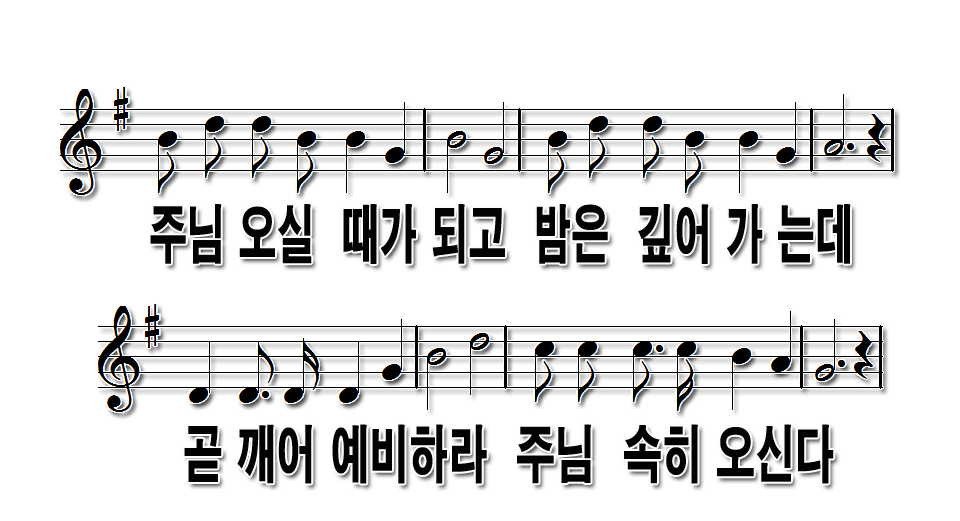 주님 오실 때가 되고 밤은 깊어 가 는데
곧 깨어 예비하라 주님 속히 오신다